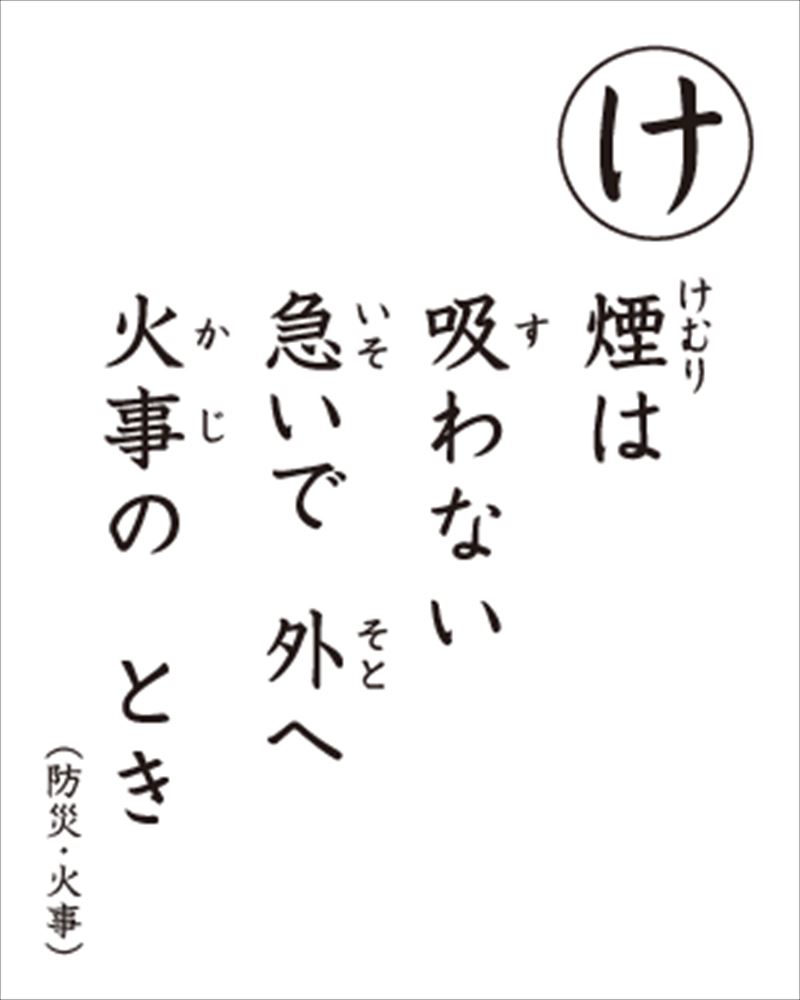 け
煙は
けむり
吸わない
す
急いで　外へ
いそ　そと
火事の　とき
かじ
（防災・火事）